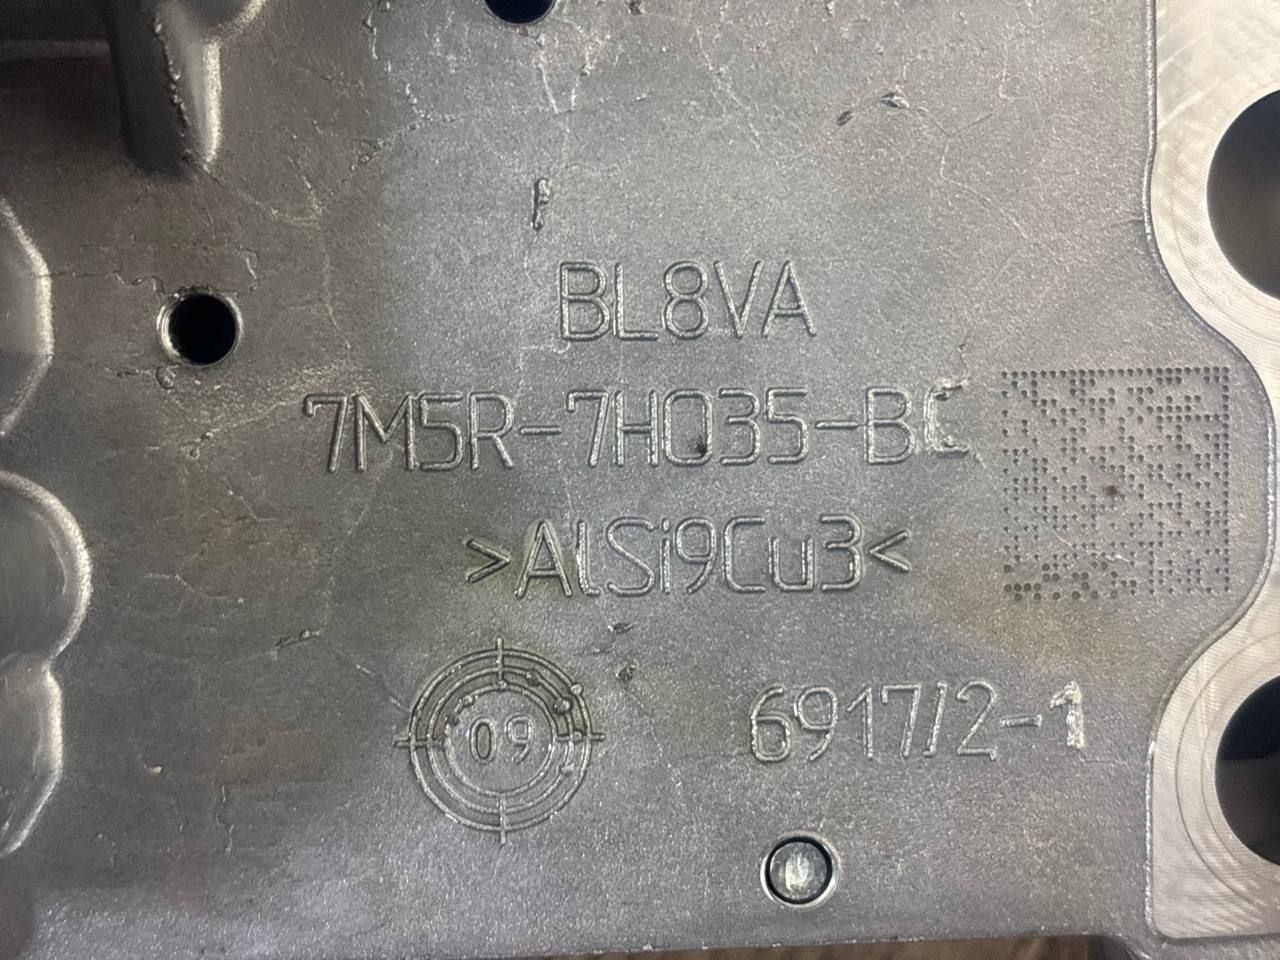 BL8VA
7M5R-7H035-BC
>AlSi9Cu3<
09
6917/2-1